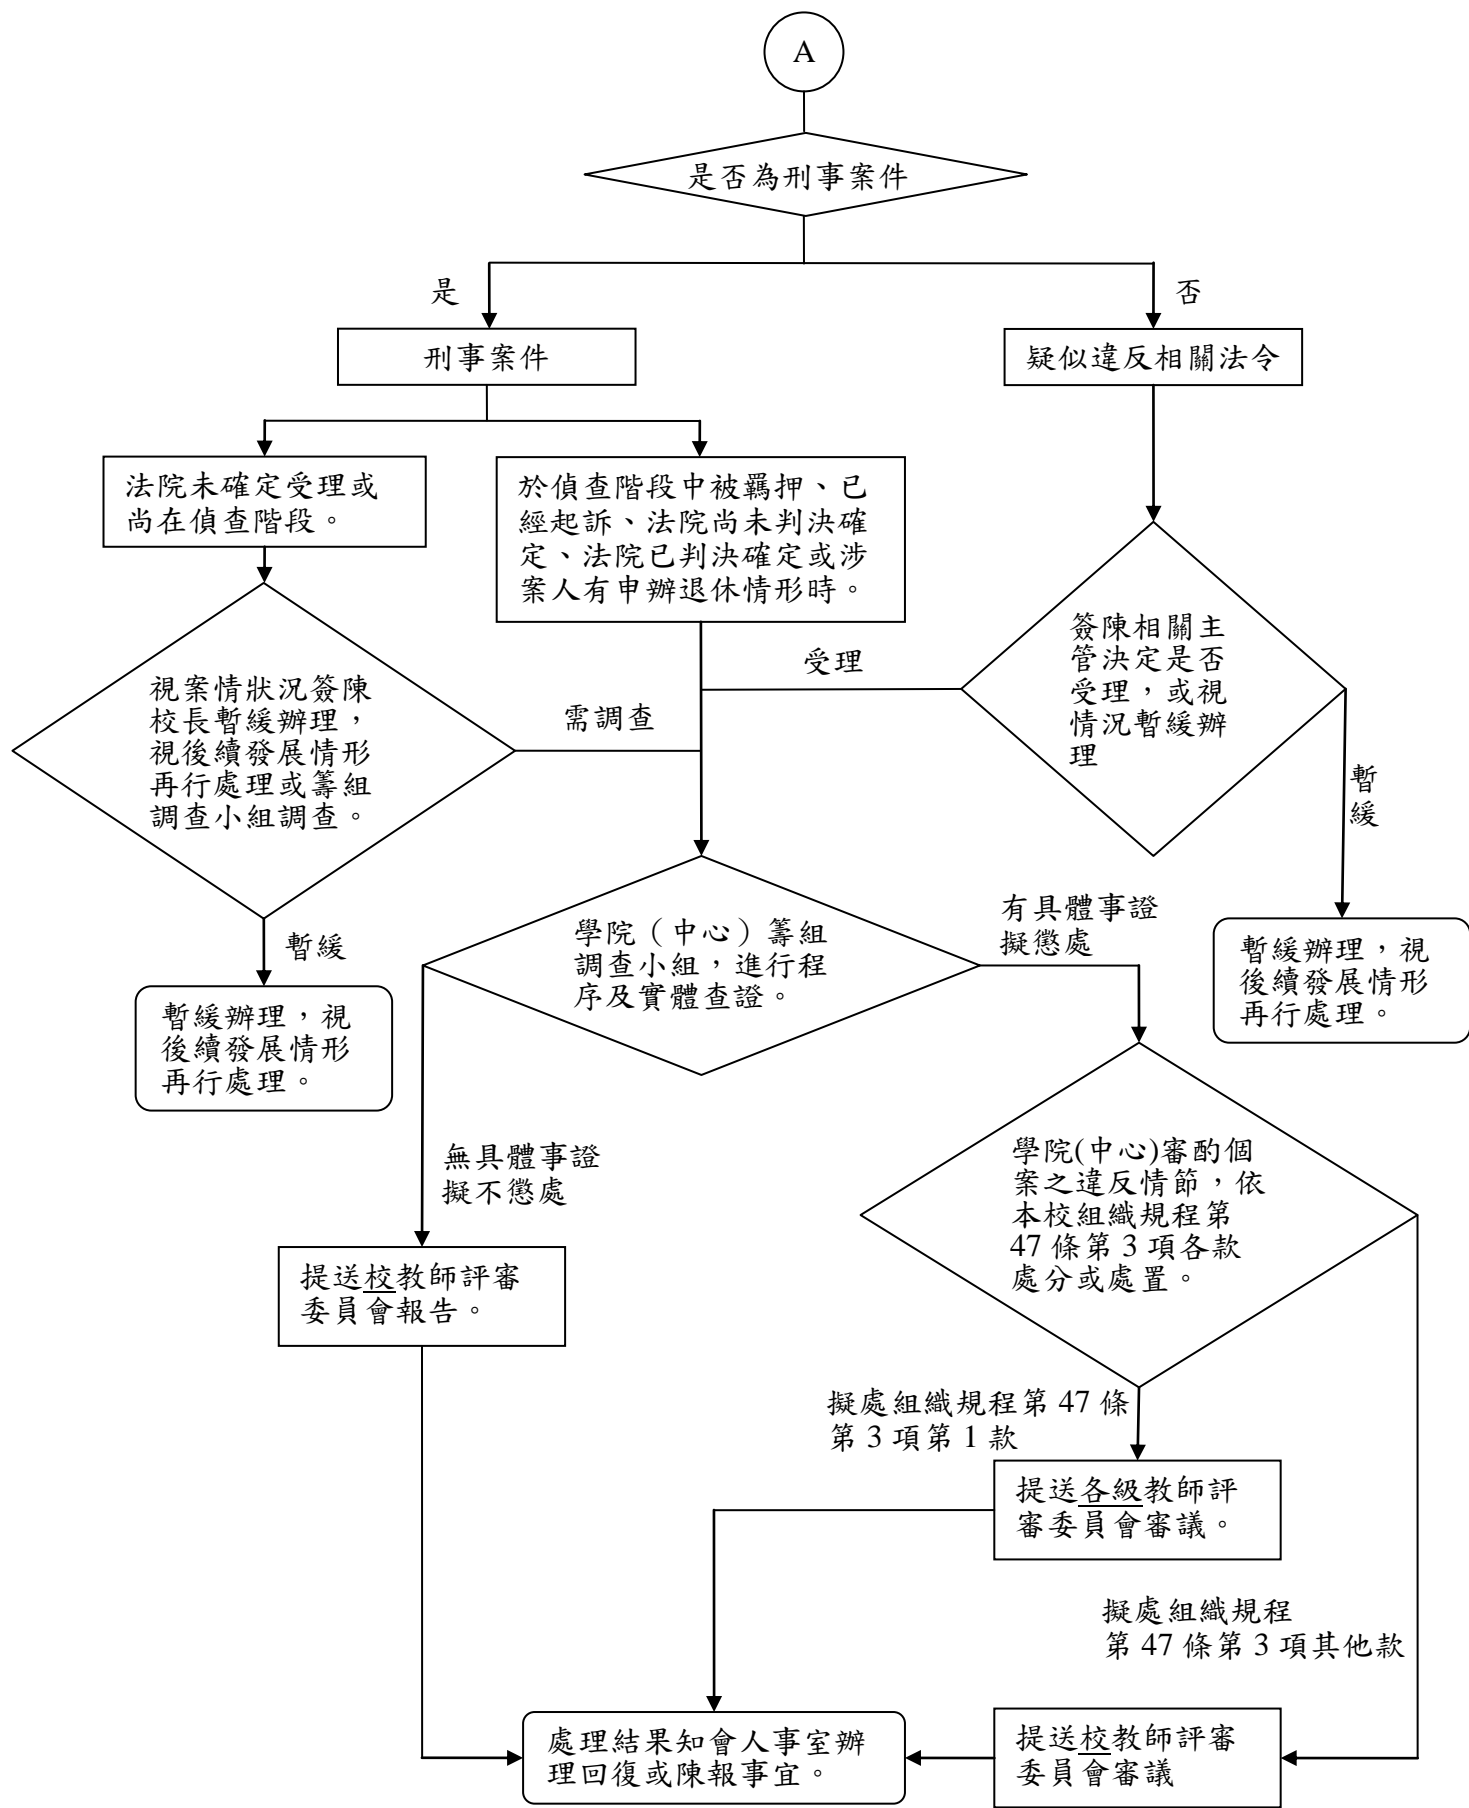 A
是否為刑事案件
是
否
刑事案件
疑似違反相關法令
法院未確定受理或
尚在偵查階段。
於偵查階段中被羈押、已
經起訴、法院尚未判決確
定、法院已判決確定或涉
案人有申辦退休情形時。
簽陳相關主
管決定是否
受理，或視
情況暫緩辦
理
受理
視案情狀況簽陳
校長暫緩辦理，
視後續發展情形
再行處理或籌組
調查小組調查。
需調查
暫
緩
暫緩
學院（中心）籌組
調查小組，進行程
序及實體查證。
有具體事證
擬懲處
暫緩辦理，視
後續發展情形
再行處理。
暫緩辦理，視
後續發展情形
再行處理。
無具體事證
擬不懲處
學院(中心)審酌個
案之違反情節，依
本校組織規程第
47 條第 3 項各款
處分或處置。
提送校教師評審
委員會報告。
擬處組織規程第 47 條
第 3 項第 1 款
提送各級教師評
審委員會審議。
擬處組織規程
第 47 條第 3 項其他款
處理結果知會人事室辦
理回復或陳報事宜。
提送校教師評審
委員會審議